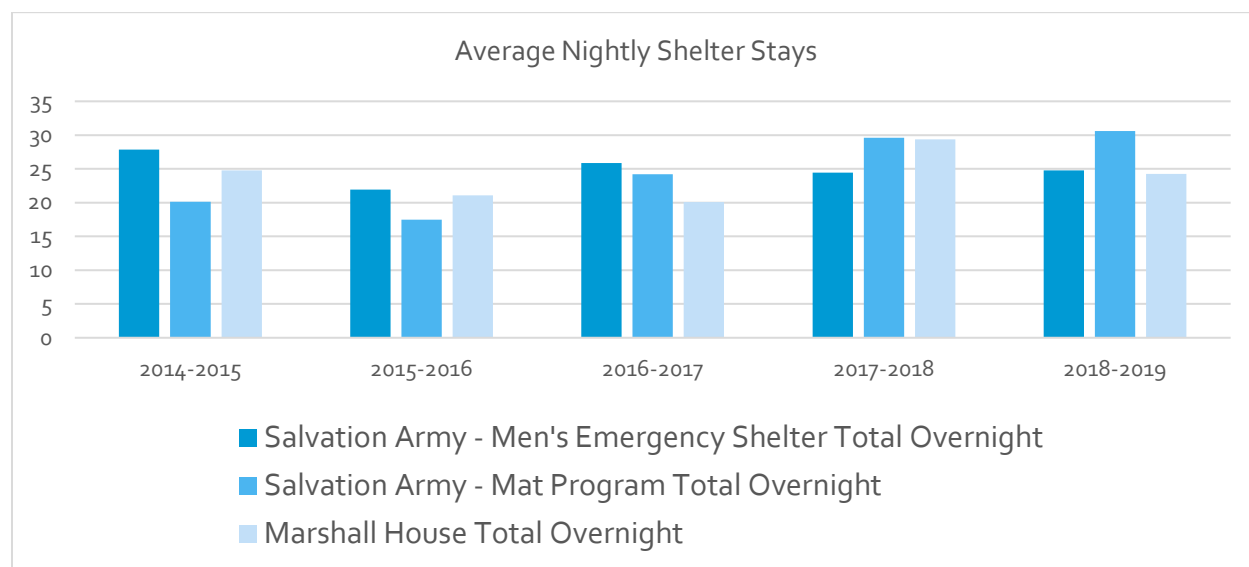 Average Nightly Shelter Stays
35
30
25
20
15
10
5
0
2014-2015 2015-2016 2016-2017 2017-2018 2018-2019
Salvation Army - Men's Emergency Shelter Total Overnight
Salvation Army - Mat Program Total Overnight
Marshall House Total Overnight